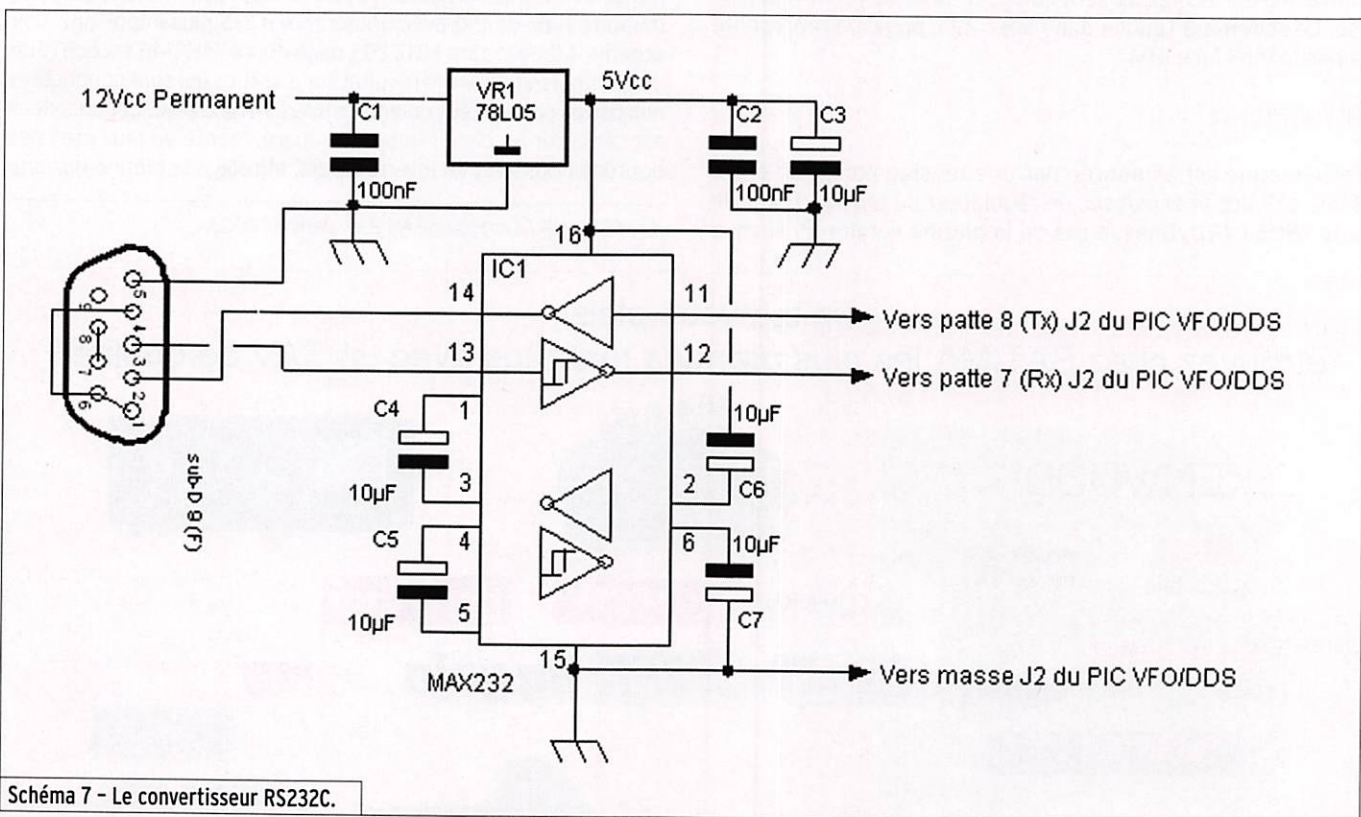 12Vcc Permanent
C1
100nF
VR1
78L05
5Vcc
C2
100nF
C3
10µF
16
IC1
14
13
11
12
Vers patte 8 (Tx) J2 du PIC VFO/DDS
Vers patte 7 (Rx) J2 du PIC VFO/DDS
5
9
4
8
3
7
2
6
1
sub-D 9(F)
C4
10µF
1
3
C5
10µF
4
5
10µF
C6
2
6
10µF
C7
15
MAX232
Vers masse J2 du PIC VFO/DDS
Schéma 7 - Le convertisseur RS232C.